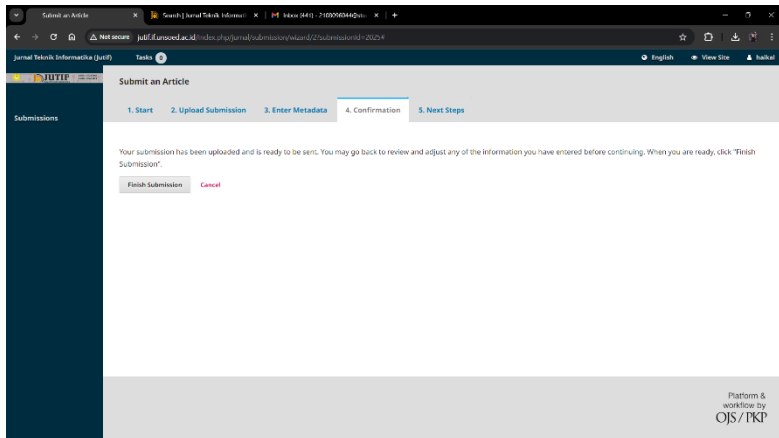 Submit an Article
Search | Jurnal Teknik Informati
Inbox (441) - 2108096044@stu
Not secure jutif.if.unsoed.ac.id/index.php/jurnal/submission/wizard/2?submissionId=2025#
Jurnal Teknik Informatika (Jutif) Tasks 0 English View Site haikal
JUTIF
Submissions
Submit an Article
1. Start 2. Upload Submission 3. Enter Metadata 4. Confirmation 5. Next Steps
Your submission has been uploaded and is ready to be sent. You may go back to review and adjust any of the information you have entered before continuing. When you are ready, click "Finish
Submission".
Finish Submission Cancel
Platform &
workflow by
OJS / PKP